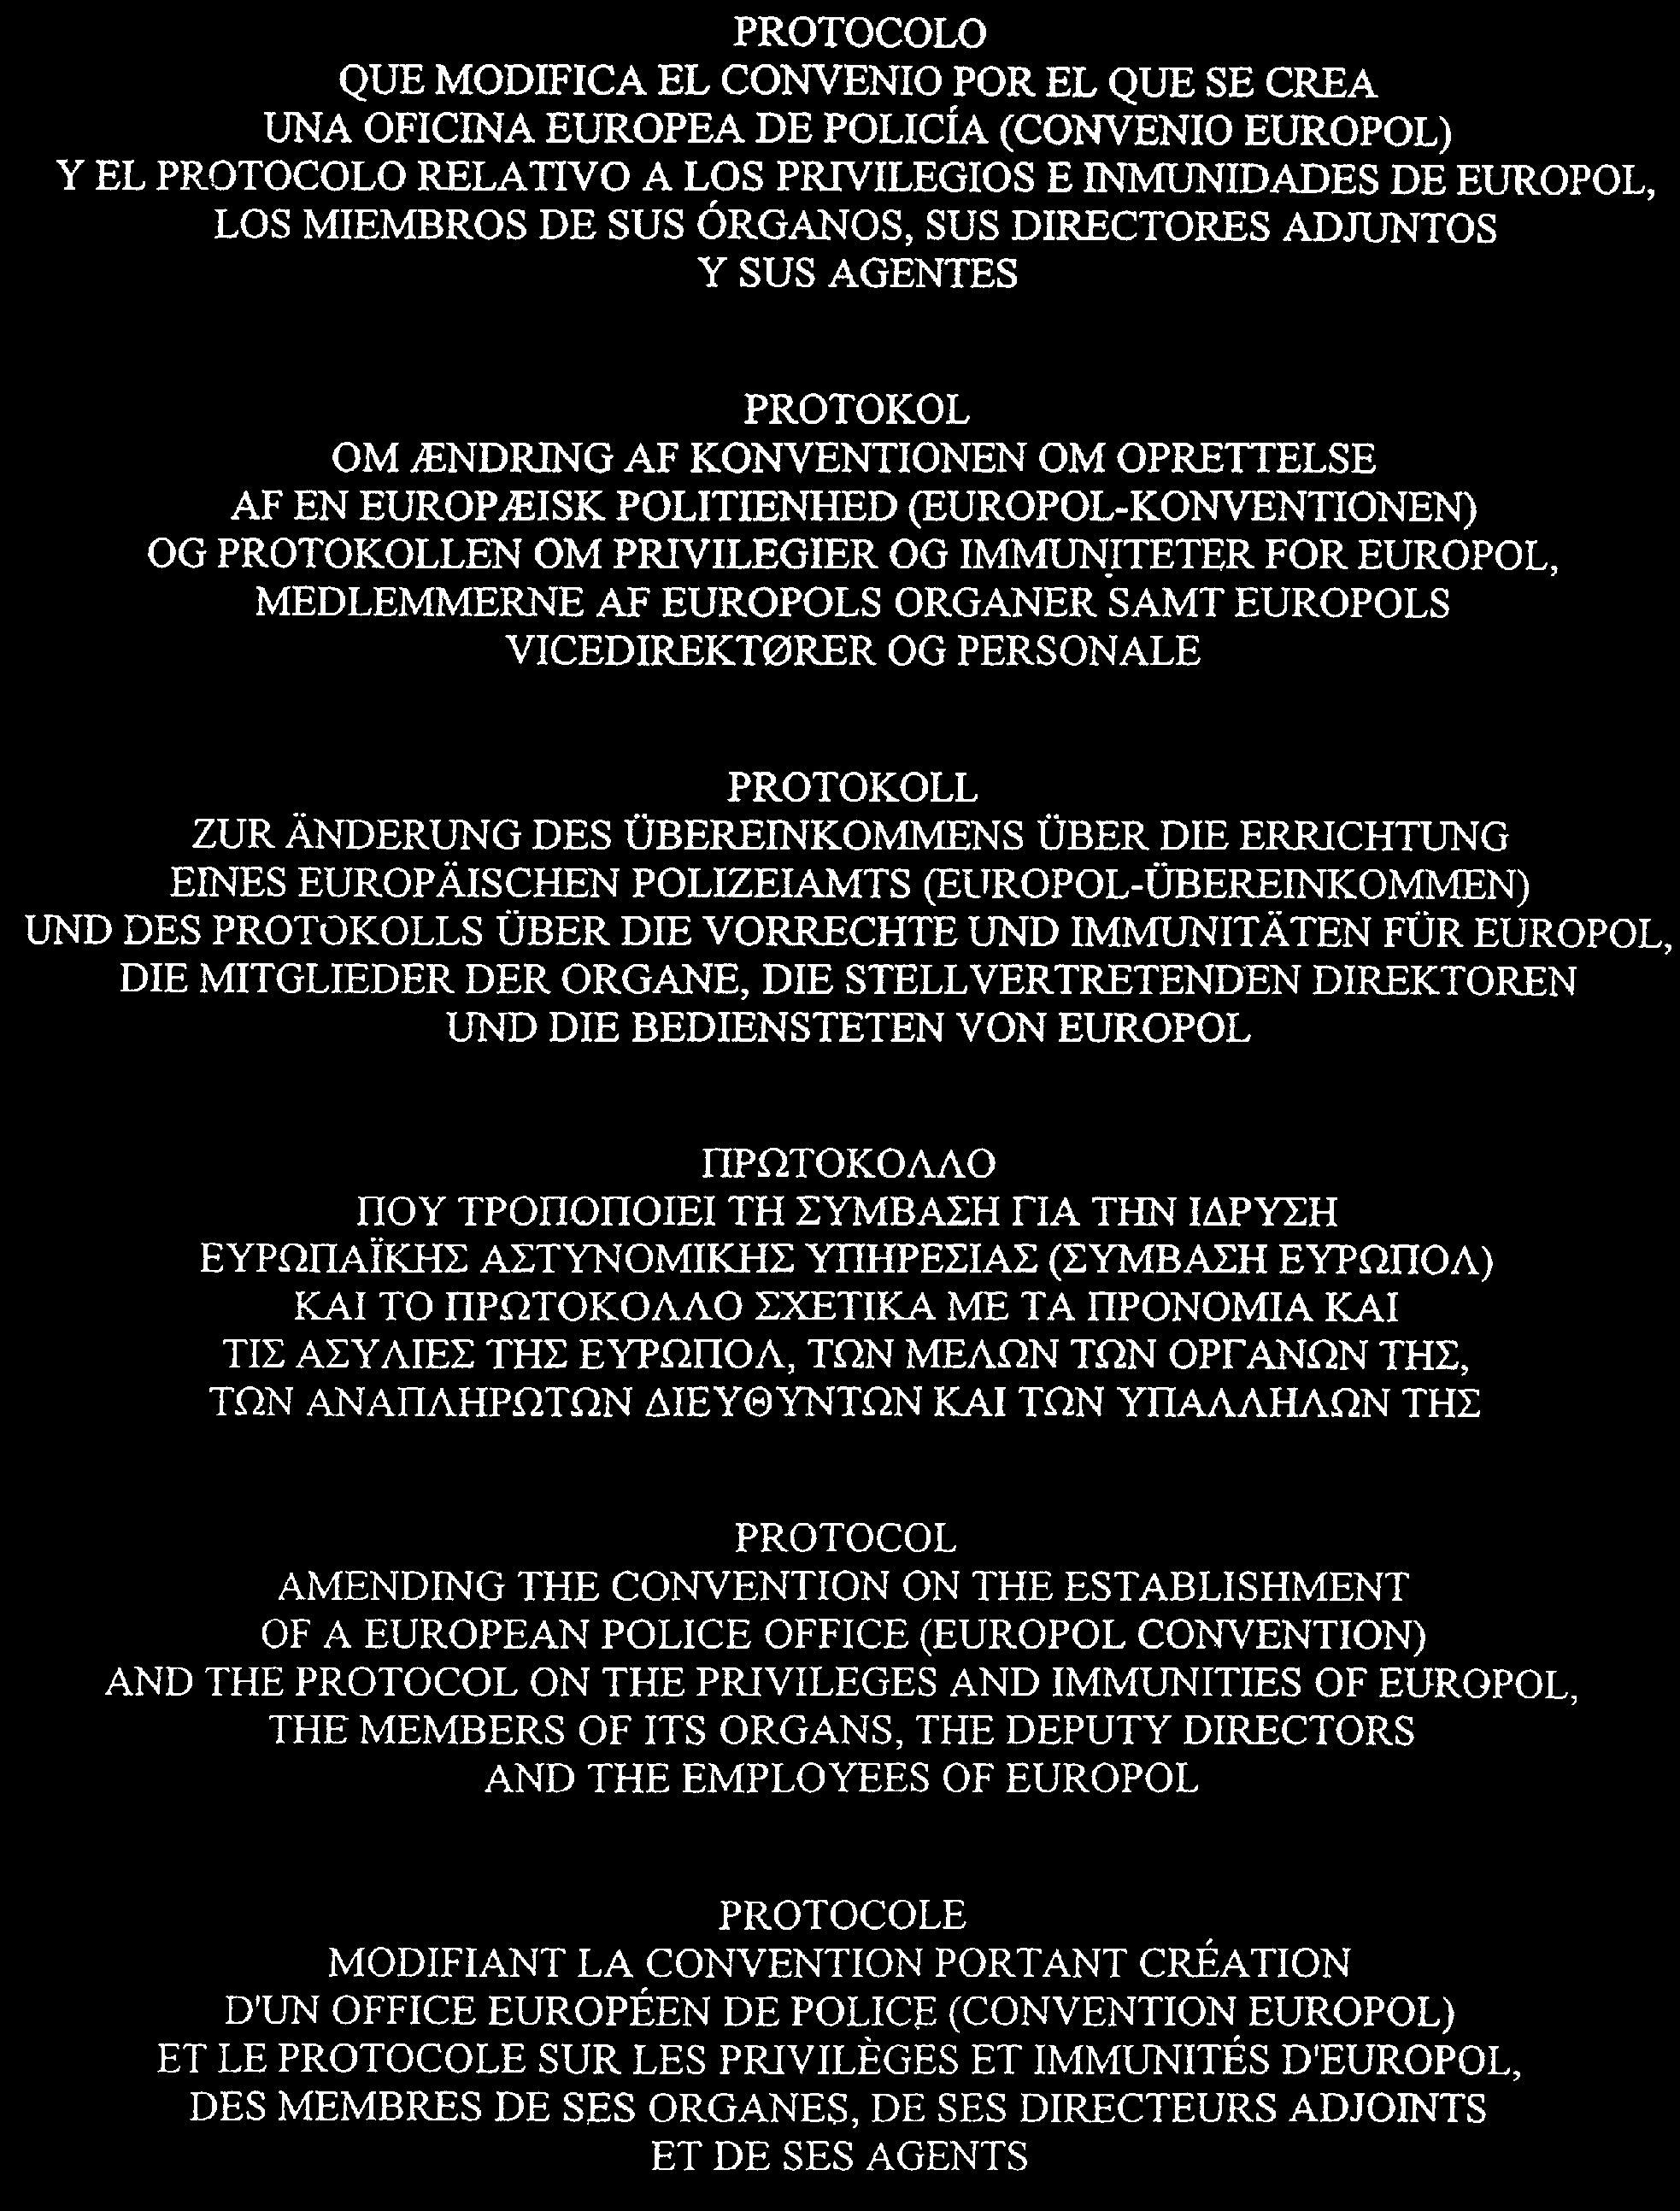 PROTOCOLO
QUE MODIFICA EL CONVENIO POR EL QUE SE CREA
UNA OFICINA EUROPEA DE POLICÍA (CONVENIO EUROPOL)
Y EL PROTOCOLO RELATIVO A LOS PRIVILEGIOS E INMUNIDADES DE EUROPOL,
LOS MIEMBROS DE SUS ÓRGANOS, SUS DIRECTORES ADJUNTOS
Y SUS AGENTES
PROTOKOL
OM ÆNDRING AF KONVENTIONEN OM OPRETTELSE
AF EN EUROPÆISK POLITIENHED (EUROPOL-KONVENTIONEN)
OG PROTOKOLLEN OM PRIVILEGIER OG IMMUNITETER FOR EUROPOL,
MEDLEMMERNE AF EUROPOLS ORGANER SAMT EUROPOLS
VICEDIREKTØRER OG PERSONALE
PROTOKOLL
ZUR ÄNDERUNG DES ÜBEREINKOMMENS ÜBER DIE ERRICHTUNG
EINES EUROPÄISCHEN POLIZEIAMTS (EUROPOL-ÜBEREINKOMMEN)
UND DES PROTOKOLLS ÜBER DIE VORRECHTE UND IMMUNITÄTEN FÜR EUROPOL,
DIE MITGLIEDER DER ORGANE, DIE STELLVERTRETENDEN DIREKTOREN
UND DIE BEDIENSTETEN VON EUROPOL
ΠΡΩΤΟΚΟΛΛΟ
ΠΟΥ ΤΡΟΠΟΠΟΙΕΙ ΤΗ ΣΥΜΒΑΣΗ ΓΙΑ ΤΗΝ ΙΔΡΥΣΗ
ΕΥΡΩΠΑΪΚΗΣ ΑΣΤΥΝΟΜΙΚΗΣ ΥΠΗΡΕΣΙΑΣ (ΣΥΜΒΑΣΗ ΕΥΡΩΠΟΛ)
ΚΑΙ ΤΟ ΠΡΩΤΟΚΟΛΛΟ ΣΧΕΤΙΚΑ ΜΕ ΤΑ ΠΡΟΝΟΜΙΑ ΚΑΙ
ΤΙΣ ΑΣΥΛΙΕΣ ΤΗΣ ΕΥΡΩΠΟΛ, ΤΩΝ ΜΕΛΩΝ ΤΩΝ ΟΡΓΑΝΩΝ ΤΗΣ,
ΤΩΝ ΑΝΑΠΛΗΡΩΤΩΝ ΔΙΕΥΘΥΝΤΩΝ ΚΑΙ ΤΩΝ ΥΠΑΛΛΗΛΩΝ ΤΗΣ
PROTOCOL
AMENDING THE CONVENTION ON THE ESTABLISHMENT
OF A EUROPEAN POLICE OFFICE (EUROPOL CONVENTION)
AND THE PROTOCOL ON THE PRIVILEGES AND IMMUNITIES OF EUROPOL,
THE MEMBERS OF ITS ORGANS, THE DEPUTY DIRECTORS
AND THE EMPLOYEES OF EUROPOL
PROTOCOLE
MODIFIANT LA CONVENTION PORTANT CRÉATION
D'UN OFFICE EUROPÉEN DE POLICE (CONVENTION EUROPOL)
ET LE PROTOCOLE SUR LES PRIVILÈGES ET IMMUNITÉS D'EUROPOL,
DES MEMBRES DE SES ORGANES, DE SES DIRECTEURS ADJOINTS
ET DE SES AGENTS